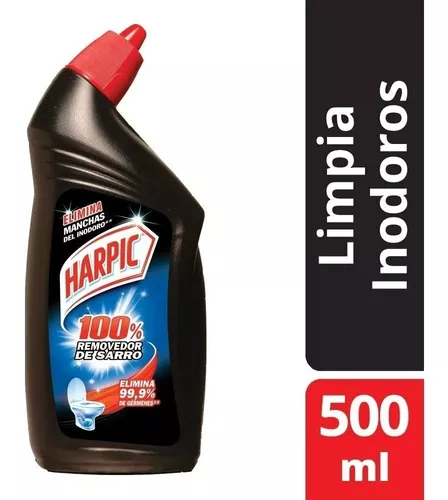 ELIMINA
MANCHAS
DEL INODORO**
HARPIC
100%
REMOVEDOR
DE SARRO
ELIMINA
99,9%
DE GÉRMENES**
Limpia
Inodoros
500
ml